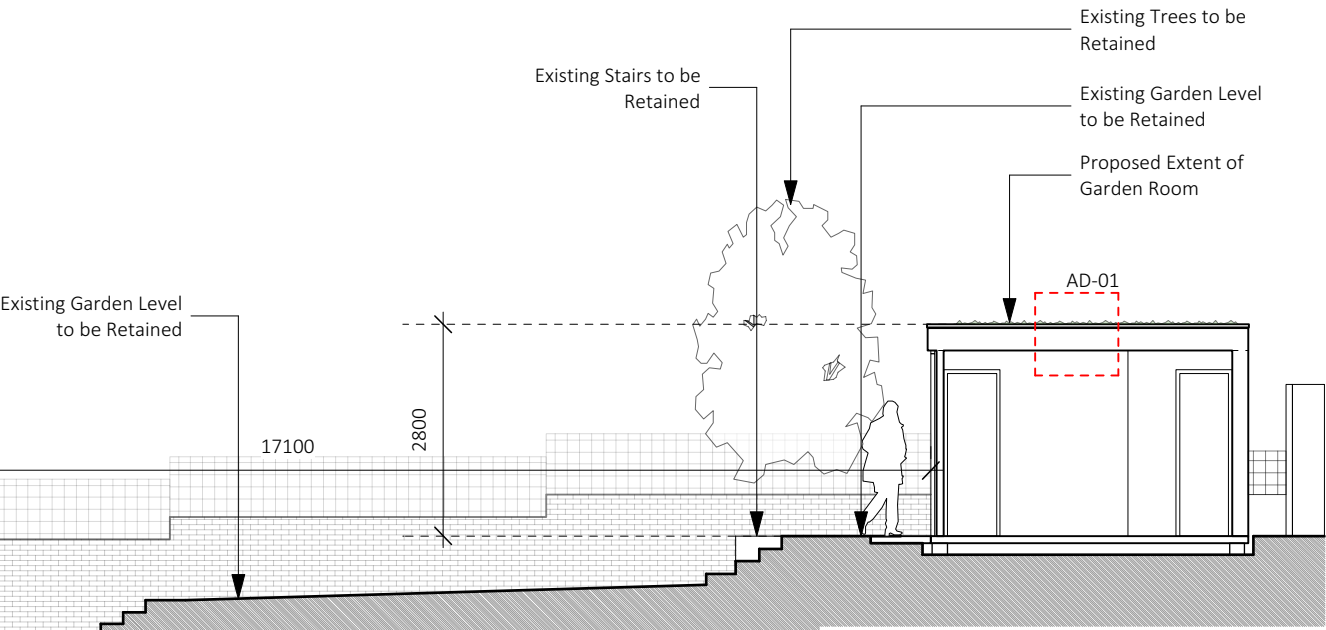 Existing Trees to be
Retained
Existing Stairs to be
Retained
Existing Garden Level
to be Retained
Proposed Extent of
Garden Room
AD-01
Existing Garden Level
to be Retained
17100
2800